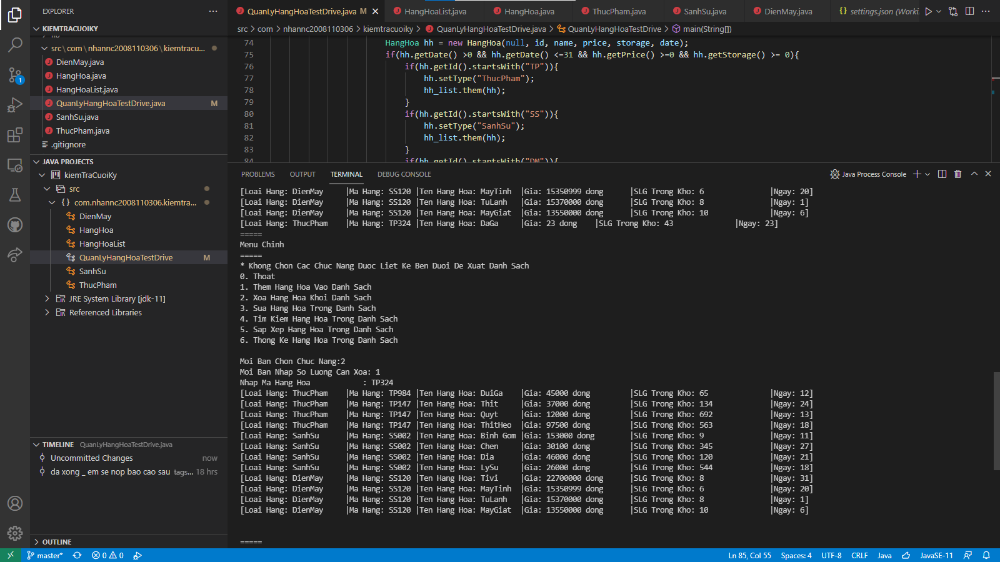 EXPLORER
KIEMTRACUOIKY
src\com\nhannc2008110306\kiemtracu...
DienMay.java
HangHoa.java
HangHoaList.java
QuanLyHangHoaTestDrive.java M
SanhSu.java
ThucPham.java
.gitignore
JAVA PROJECTS
kiemTraCuoiKy
src
com.nhannc2008110306.kiemtra...
DienMay
HangHoa
HangHoaList
QuanLyHangHoaTestDrive M
SanhSu
ThucPham
JRE System Library [jdk-11]
Referenced Libraries
TIMELINE QuanLyHangHoaTestDrive.java
Uncommitted Changes now
da xong _ em se nop bao cao sau tags... 18 hrs
OUTLINE
QuanLyHangHoaTestDrive.java M
HangHoaList.java
HangHoa.java
ThucPham.java
SanhSu.java
DienMay.java
settings.json (Worki
src > com > nhannc2008110306 > kiemtracuoiky > QuanLyHangHoaTestDrive.java > QuanLyHangHoaTestDrive > main(String[])
74 HangHoa hh = new HangHoa(null, id, name, price, storage, date);
75 if(hh.getDate() >0 && hh.getDate() <=31 && hh.getPrice() >=0 && hh.getStorage() >= 0){
76 if(hh.getId().startsWith("TP")){
77 hh.setType("ThucPham");
78 hh_list.them(hh);
79 }
80 if(hh.getId().startsWith("SS")){
81 hh.setType("SanhSu");
82 hh_list.them(hh);
83 }
84 if(hh.getId().startsWith("DM")){
PROBLEMS OUTPUT TERMINAL DEBUG CONSOLE Java Process Console
[Loai Hang: DienMay |Ma Hang: SS120 |Ten Hang Hoa: MayTinh |Gia: 15350999 dong |SLG Trong Kho: 6 |Ngay: 20]
[Loai Hang: DienMay |Ma Hang: SS120 |Ten Hang Hoa: TuLanh |Gia: 15370000 dong |SLG Trong Kho: 8 |Ngay: 1]
[Loai Hang: DienMay |Ma Hang: SS120 |Ten Hang Hoa: MayGiat |Gia: 13550000 dong |SLG Trong Kho: 10 |Ngay: 6]
[Loai Hang: ThucPham |Ma Hang: TP324 |Ten Hang Hoa: DaGa |Gia: 23 dong |SLG Trong Kho: 43 |Ngay: 23]
=====
Menu Chinh
=====
* Khong Chon Cac Chuc Nang Duoc Liet Ke Ben Duoi De Xuat Danh Sach
0. Thoat
1. Them Hang Hoa Vao Danh Sach
2. Xoa Hang Hoa Khoi Danh Sach
3. Sua Hang Hoa Trong Danh Sach
4. Tim Kiem Hang Hoa Trong Danh Sach
5. Sap Xep Hang Hoa Trong Danh Sach
6. Thong Ke Hang Hoa Trong Danh Sach
Moi Ban Chon Chuc Nang:2
Moi Ban Nhap So Luong Can Xoa: 1
Nhap Ma Hang Hoa : TP324
[Loai Hang: ThucPham |Ma Hang: TP984 |Ten Hang Hoa: DuiGa |Gia: 45000 dong |SLG Trong Kho: 65 |Ngay: 12]
[Loai Hang: ThucPham |Ma Hang: TP147 |Ten Hang Hoa: Thit |Gia: 37000 dong |SLG Trong Kho: 134 |Ngay: 24]
[Loai Hang: ThucPham |Ma Hang: TP147 |Ten Hang Hoa: Quyt |Gia: 12000 dong |SLG Trong Kho: 692 |Ngay: 13]
[Loai Hang: ThucPham |Ma Hang: TP147 |Ten Hang Hoa: ThitHeo |Gia: 97500 dong |SLG Trong Kho: 563 |Ngay: 18]
[Loai Hang: SanhSu |Ma Hang: SS002 |Ten Hang Hoa: Binh Gom |Gia: 153000 dong |SLG Trong Kho: 9 |Ngay: 11]
[Loai Hang: SanhSu |Ma Hang: SS002 |Ten Hang Hoa: Chen |Gia: 30100 dong |SLG Trong Kho: 345 |Ngay: 27]
[Loai Hang: SanhSu |Ma Hang: SS002 |Ten Hang Hoa: Dia |Gia: 46000 dong |SLG Trong Kho: 120 |Ngay: 21]
[Loai Hang: SanhSu |Ma Hang: SS002 |Ten Hang Hoa: LySu |Gia: 26000 dong |SLG Trong Kho: 544 |Ngay: 18]
[Loai Hang: DienMay |Ma Hang: SS120 |Ten Hang Hoa: Tivi |Gia: 22700000 dong |SLG Trong Kho: 8 |Ngay: 31]
[Loai Hang: DienMay |Ma Hang: SS120 |Ten Hang Hoa: MayTinh |Gia: 15350999 dong |SLG Trong Kho: 6 |Ngay: 20]
[Loai Hang: DienMay |Ma Hang: SS120 |Ten Hang Hoa: TuLanh |Gia: 15370000 dong |SLG Trong Kho: 8 |Ngay: 1]
[Loai Hang: DienMay |Ma Hang: SS120 |Ten Hang Hoa: MayGiat |Gia: 13550000 dong |SLG Trong Kho: 10 |Ngay: 6]
=====
master* 0 0 Ln 85, Col 55 Spaces: 4 UTF-8 CRLF Java JavaSE-11